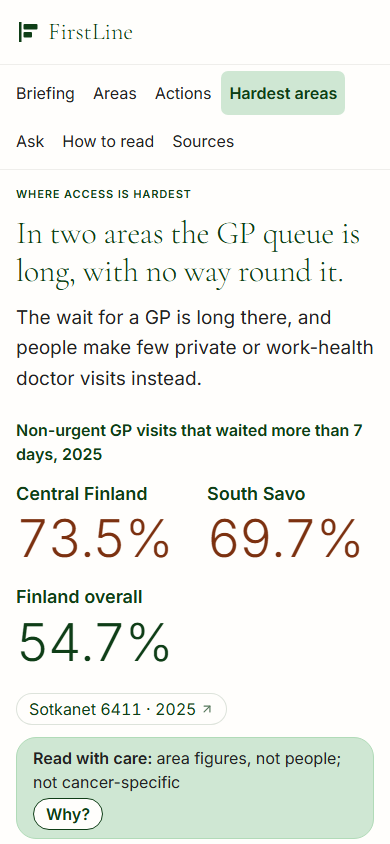 FirstLine
Briefing Areas Actions Hardest areas
Ask How to read Sources
WHERE ACCESS IS HARDEST
In two areas the GP queue is
long, with no way round it.
The wait for a GP is long there, and
people make few private or work-health
doctor visits instead.
Non-urgent GP visits that waited more than 7
days, 2025
Central Finland South Savo
73.5% 69.7%
Finland overall
54.7%
Sotkanet 6411 · 2025 ↗
Read with care: area figures, not people;
not cancer-specific
Why?